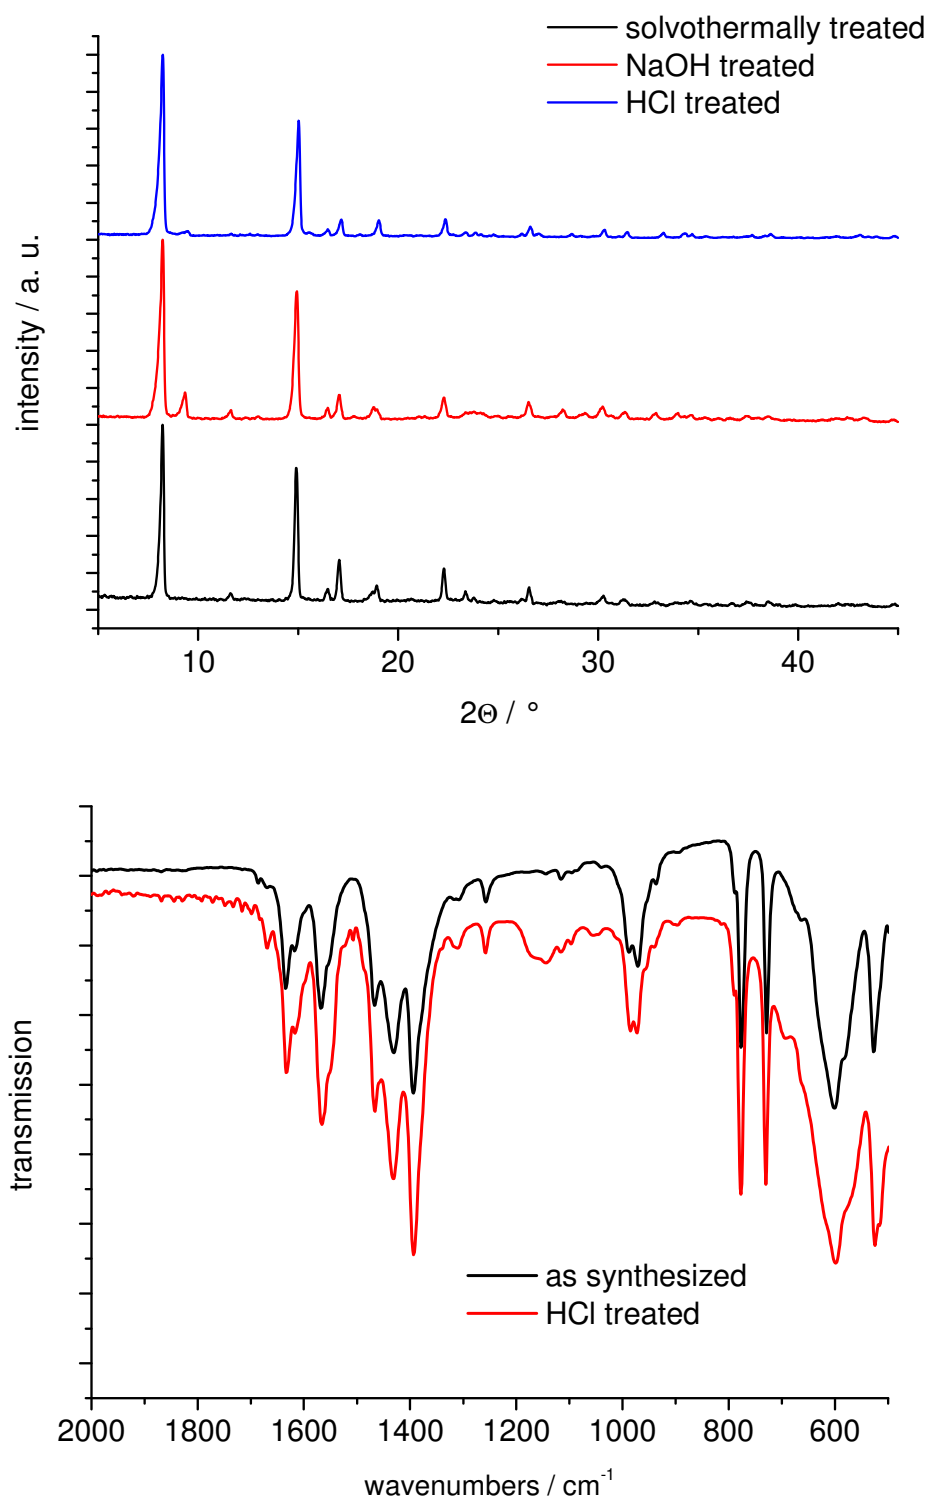 solvothermally treated
NaOH treated
HCl treated
intensity / a. u.
10 20 30 40
2Θ / °
transmission
as synthesized
HCl treated
2000 1800 1600 1400 1200 1000 800 600
wavenumbers / cm⁻¹